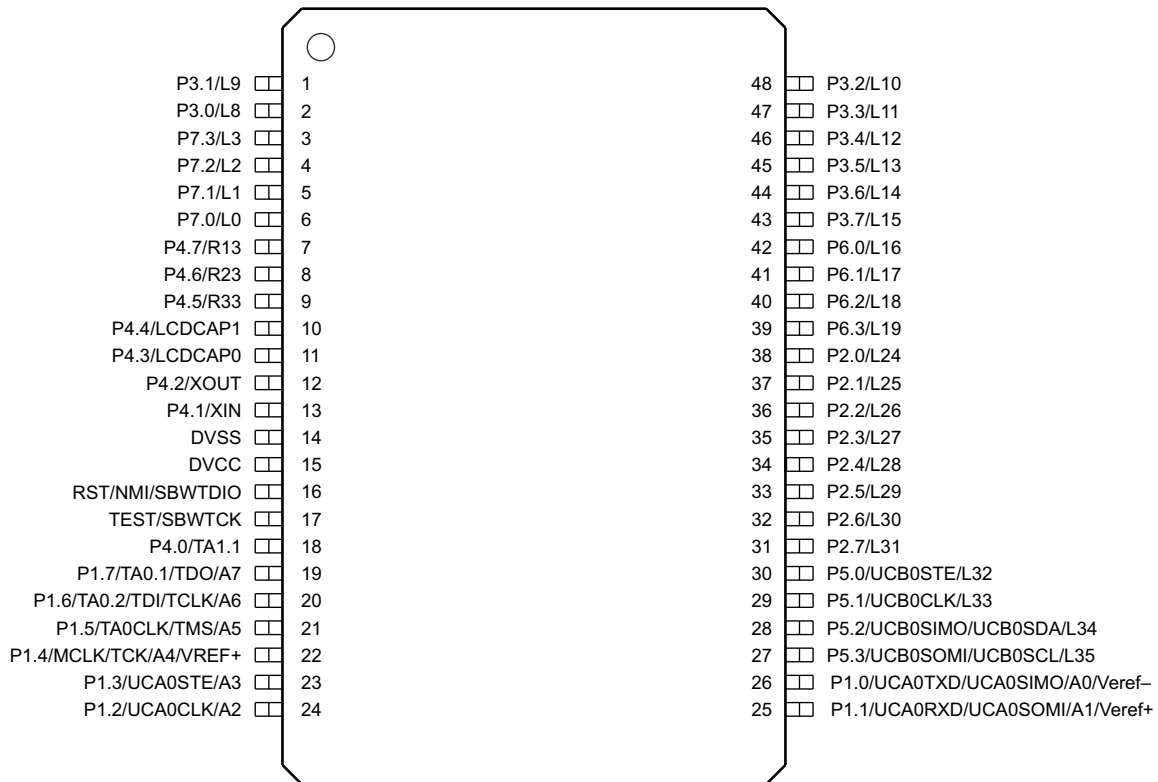 P3.1/L9 1 48 P3.2/L10
P3.0/L8 2 47 P3.3/L11
P7.3/L3 3 46 P3.4/L12
P7.2/L2 4 45 P3.5/L13
P7.1/L1 5 44 P3.6/L14
P7.0/L0 6 43 P3.7/L15
P4.7/R13 7 42 P6.0/L16
P4.6/R23 8 41 P6.1/L17
P4.5/R33 9 40 P6.2/L18
P4.4/LCDCAP1 10 39 P6.3/L19
P4.3/LCDCAP0 11 38 P2.0/L24
P4.2/XOUT 12 37 P2.1/L25
P4.1/XIN 13 36 P2.2/L26
DVSS 14 35 P2.3/L27
DVCC 15 34 P2.4/L28
RST/NMI/SBWTDIO 16 33 P2.5/L29
TEST/SBWTCK 17 32 P2.6/L30
P4.0/TA1.1 18 31 P2.7/L31
P1.7/TA0.1/TDO/A7 19 30 P5.0/UCB0STE/L32
P1.6/TA0.2/TDI/TCLK/A6 20 29 P5.1/UCB0CLK/L33
P1.5/TA0CLK/TMS/A5 21 28 P5.2/UCB0SIMO/UCB0SDA/L34
P1.4/MCLK/TCK/A4/VREF+ 22 27 P5.3/UCB0SOMI/UCB0SCL/L35
P1.3/UCA0STE/A3 23 26 P1.0/UCA0TXD/UCA0SIMO/A0/Veref–
P1.2/UCA0CLK/A2 24 25 P1.1/UCA0RXD/UCA0SOMI/A1/Veref+